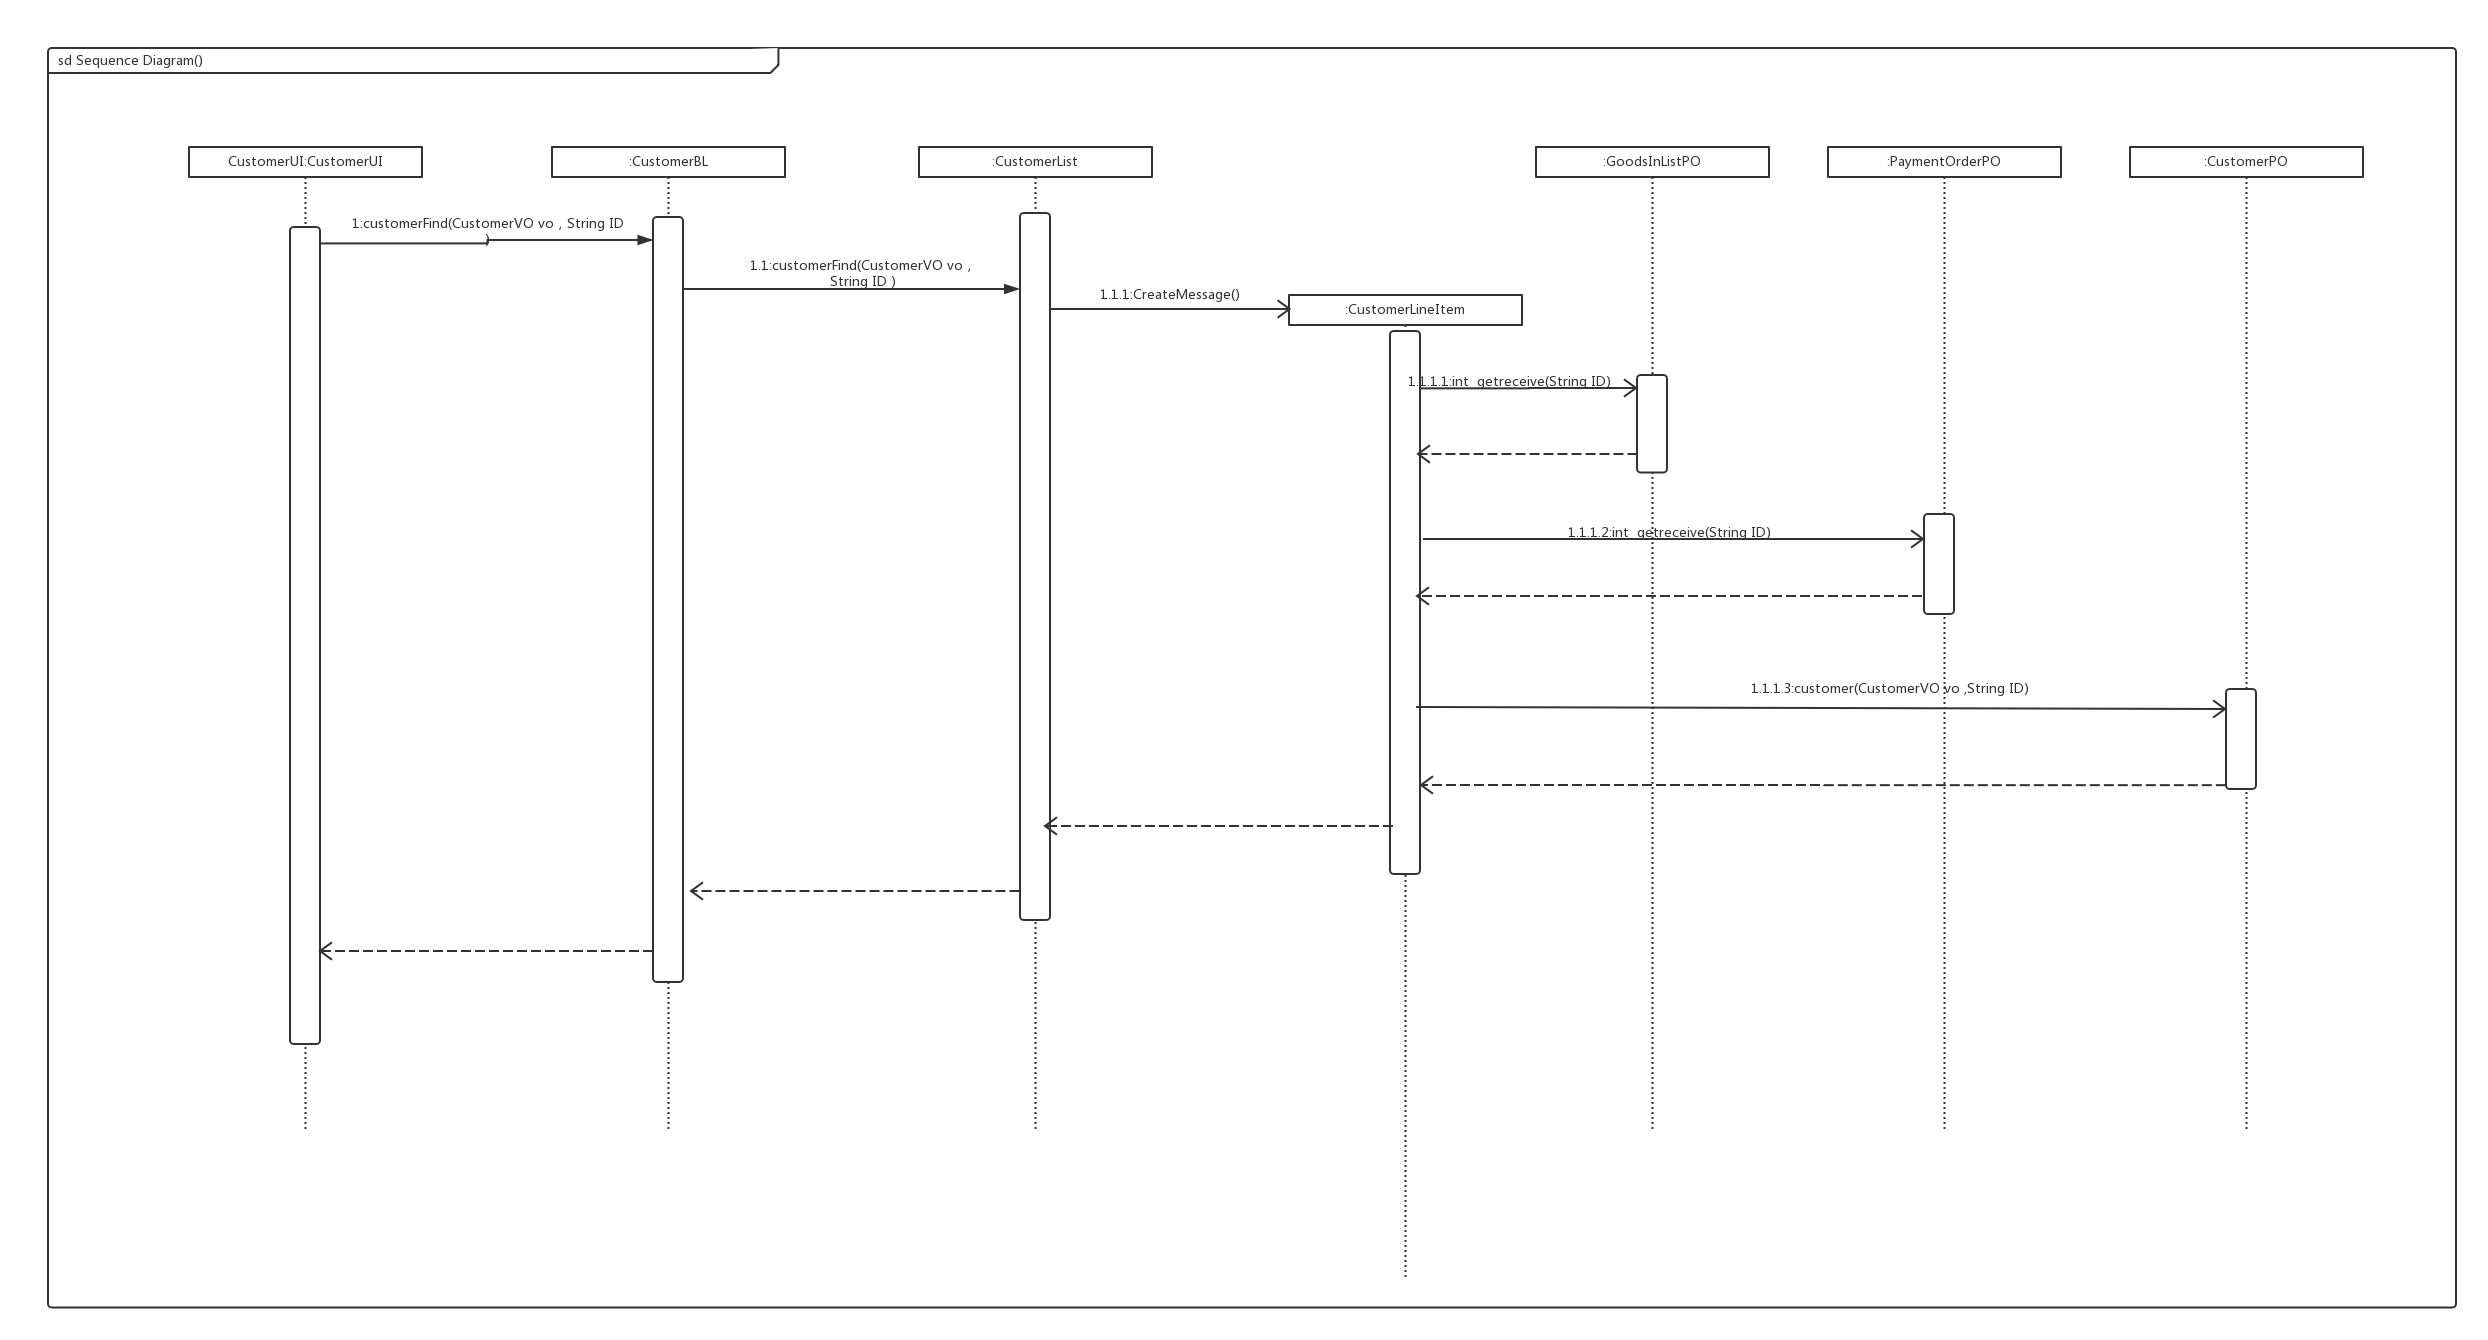 sd Sequence Diagram()
CustomerUI:CustomerUI
:CustomerBL
:CustomerList
:GoodsInListPO
:PaymentOrderPO
:CustomerPO
1:customerFind(CustomerVO vo , String ID
)
1.1:customerFind(CustomerVO vo ,
String ID )
1.1.1:CreateMessage()
:CustomerLineItem
1.1.1.1:int  getreceive(String ID)
1.1.1.2:int  getreceive(String ID)
1.1.1.3:customer(CustomerVO vo ,String ID)